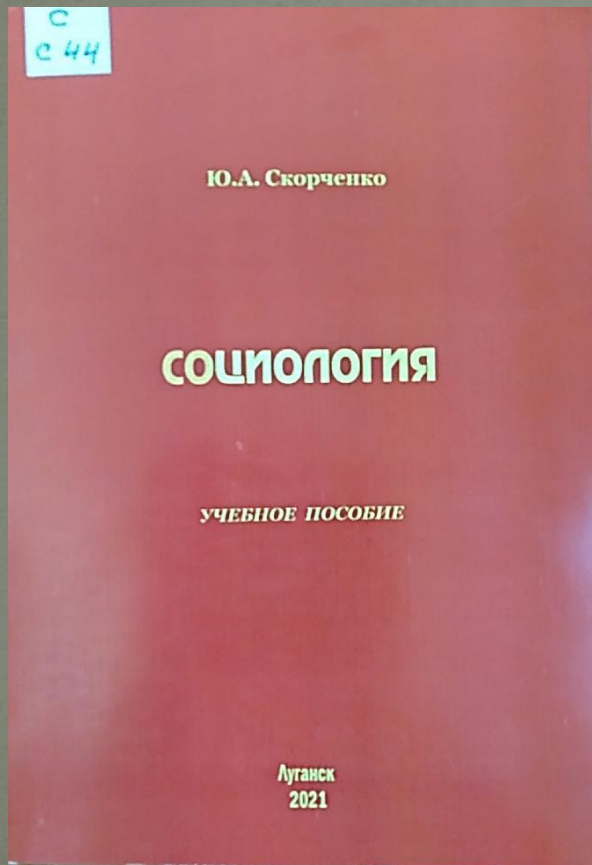 С
С 44
Ю.А. Скорченко
СОЦИОЛОГИЯ
УЧЕБНОЕ ПОСОБИЕ
Луганск
2021